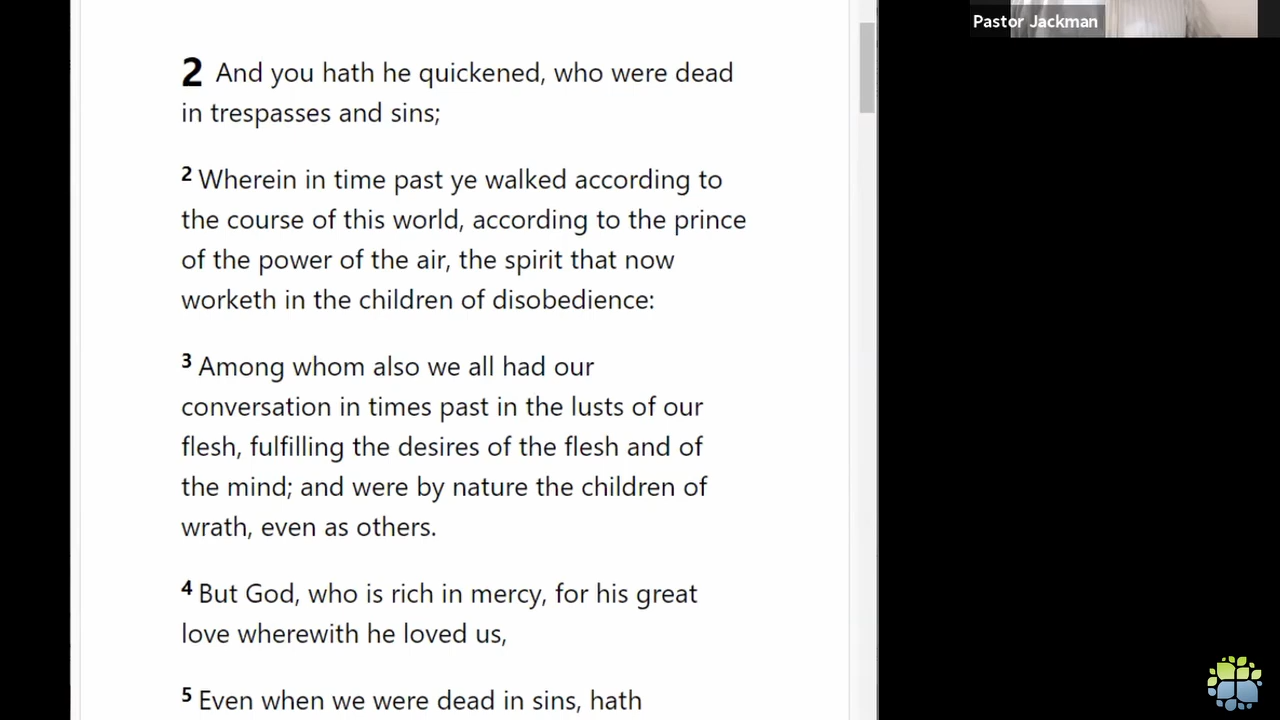 Pastor Jackman
2 And you hath he quickened, who were dead
in trespasses and sins;
2 Wherein in time past ye walked according to
the course of this world, according to the prince
of the power of the air, the spirit that now
worketh in the children of disobedience:
3 Among whom also we all had our
conversation in times past in the lusts of our
flesh, fulfilling the desires of the flesh and of
the mind; and were by nature the children of
wrath, even as others.
4 But God, who is rich in mercy, for his great
love wherewith he loved us,
5 Even when we were dead in sins, hath